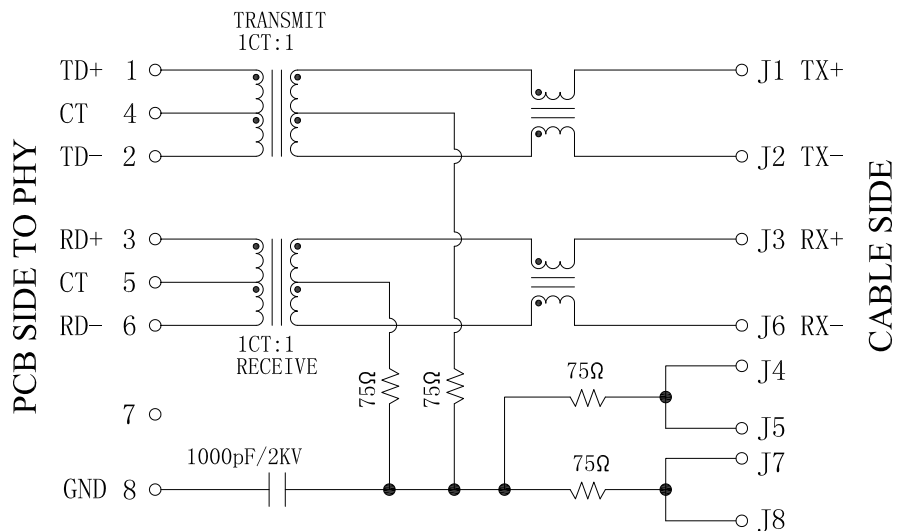 TRANSMIT
1CT:1
TD+ 1
J1 TX+
CT 4
TD- 2
J2 TX-
PCB SIDE TO PHY
CABLE SIDE
RD+ 3
J3 RX+
CT 5
RD- 6
J6 RX-
1CT:1
RECEIVE
75Ω
75Ω
75Ω
J4
7
J5
1000pF/2KV
75Ω
J7
GND 8
J8